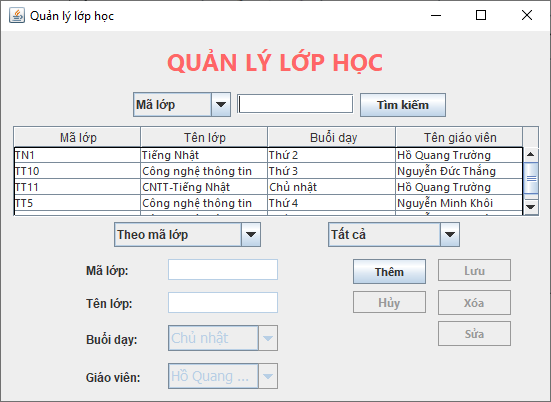 Quản lý lớp học
QUẢN LÝ LỚP HỌC
Mã lớp Tìm kiếm
Mã lớp Tên lớp Buổi dạy Tên giáo viên
TN1 Tiếng Nhật Thứ 2 Hồ Quang Trường
TT10 Công nghệ thông tin Thứ 3 Nguyễn Đức Thắng
TT11 CNTT-Tiếng Nhật Chủ nhật Hồ Quang Trường
TT5 Công nghệ thông tin Thứ 4 Nguyễn Minh Khôi
Theo mã lớp Tất cả
Mã lớp: Thêm Lưu
Tên lớp: Hủy Xóa
Buổi dạy: Chủ nhật Sửa
Giáo viên: Hồ Quang ...